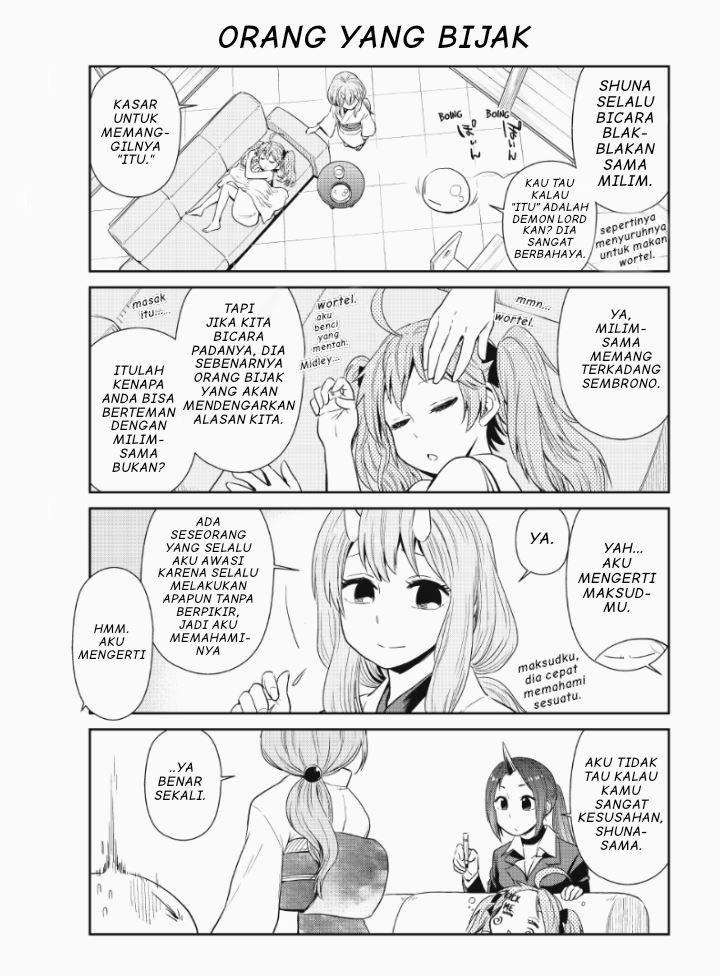 ORANG YANG BIJAK
SHUNA
SELALU
BICARA
BLAK-
BLAKAN
SAMA
MILIM.
sepertinya
menyuruhnya
untuk makan
wortel.
KAU TAU
KALAU
"ITU" ADALAH
DEMON LORD
KAN? DIA
SANGAT
BERBAHAYA.
BOING
BOING
KASAR
UNTUK
MEMANG-
GILNYA
"ITU."
YA,
MILIM-
SAMA
MEMANG
TERKADANG
SEMBRONO.
mmn...
wortel.
wortel.
aku
benci
yang
mentah.
Midley...
TAPI
JIKA KITA
BICARA
PADANYA, DIA
SEBENARNYA
ORANG BIJAK
YANG AKAN
MENDENGARKAN
ALASAN KITA.
masak
itu......
ITULAH
KENAPA
ANDA BISA
BERTEMAN
DENGAN
MILIM-
SAMA
BUKAN?
YAH...
AKU
MENGERTI
MAKSUD-
MU.
maksudku,
dia cepat
memahami
sesuatu.
YA.
ADA
SESEORANG
YANG SELALU
AKU AWASI
KARENA SELALU
MELAKUKAN
APAPUN TANPA
BERPIKIR,
JADI AKU
MEMAHAMI-
NYA
HMM.
AKU
MENGERTI
AKU TIDAK
TAU KALAU
KAMU
SANGAT
KESUSAHAN,
SHUNA-
SAMA.
..YA
BENAR
SEKALI.
ME